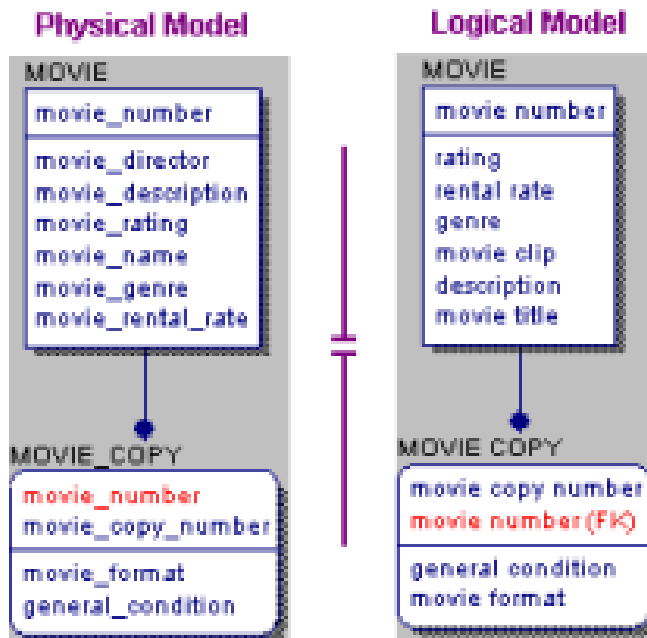 Physical Model
MOVIE
movie_number
movie_director
movie_description
movie_rating
movie_name
movie_genre
movie_rental_rate
MOVIE_COPY
movie_number
movie_copy_number
movie_format
general_condition
Logical Model
MOVIE
movie number
rating
rental rate
genre
movie clip
description
movie title
MOVIE COPY
movie copy number
movie number (FK)
general condition
movie format